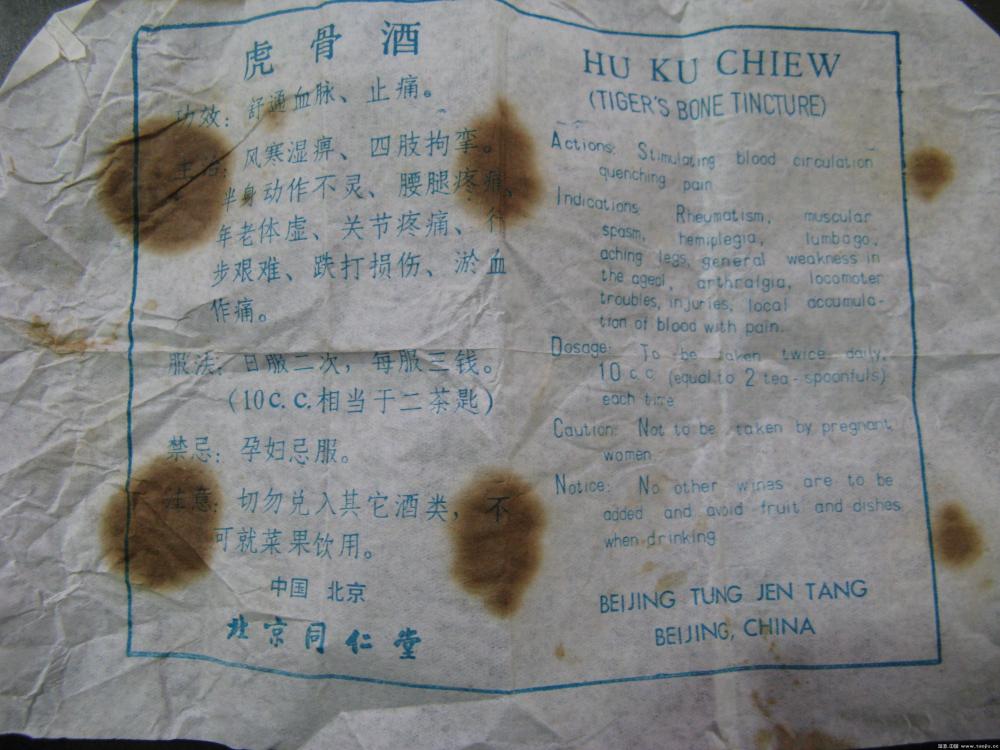 虎骨酒
功效：舒通血脉、止痛。
主治：风寒湿痹、四肢拘挛。
半身动作不灵、腰腿疼痛、
年老体虚、关节疼痛、行
步艰难、跌打损伤、淤血
作痛。
服法：日服二次，每服三钱。
（10c.c.相当于二茶匙）
禁忌：孕妇忌服。
注意：切勿兑入其它酒类，不
可就菜果饮用。
中国 北京
北京同仁堂
HU KU CHIEW
(TIGER'S BONE TINCTURE)
Actions: Stimulating blood circulation
quenching pain
Indications: Rheumatism, muscular
spasm, hemiplegia, lumbago,
aching legs, general weakness in
the aged, arthralgia, locomoter
troubles, injuries, local accumula-
tion of blood with pain.
Dosage: To be taken twice daily,
10 c.c. (equal to 2 tea-spoonfuls)
each time
Caution: Not to be taken by pregnant
women
Notice: No other wines are to be
added and avoid fruit and dishes
when drinking
BEIJING TUNG JEN TANG
BEIJING, CHINA